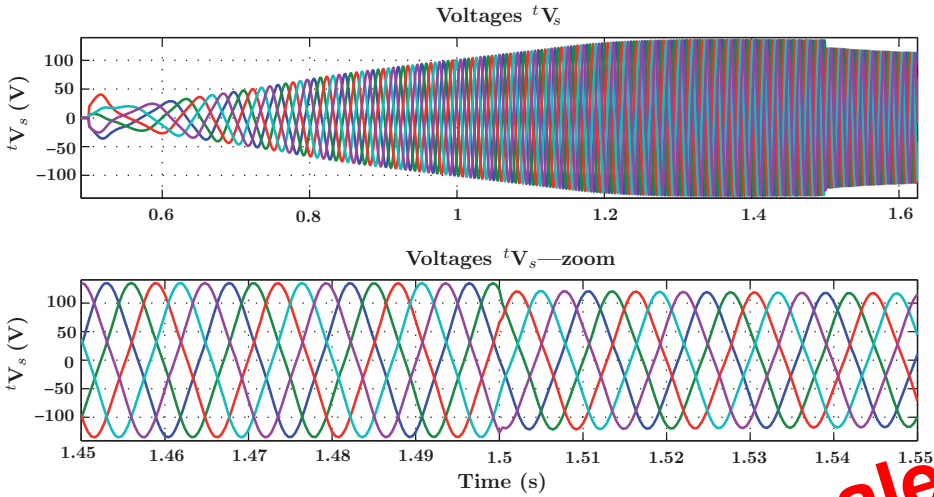 Voltages ᵗVₛ
ᵗVₛ (V)
100
50
0
−50
−100
0.6 0.8 1 1.2 1.4 1.6
Voltages ᵗVₛ—zoom
ᵗVₛ (V)
100
50
0
−50
−100
1.45 1.46 1.47 1.48 1.49 1.5 1.51 1.52 1.53 1.54 1.55
Time (s)